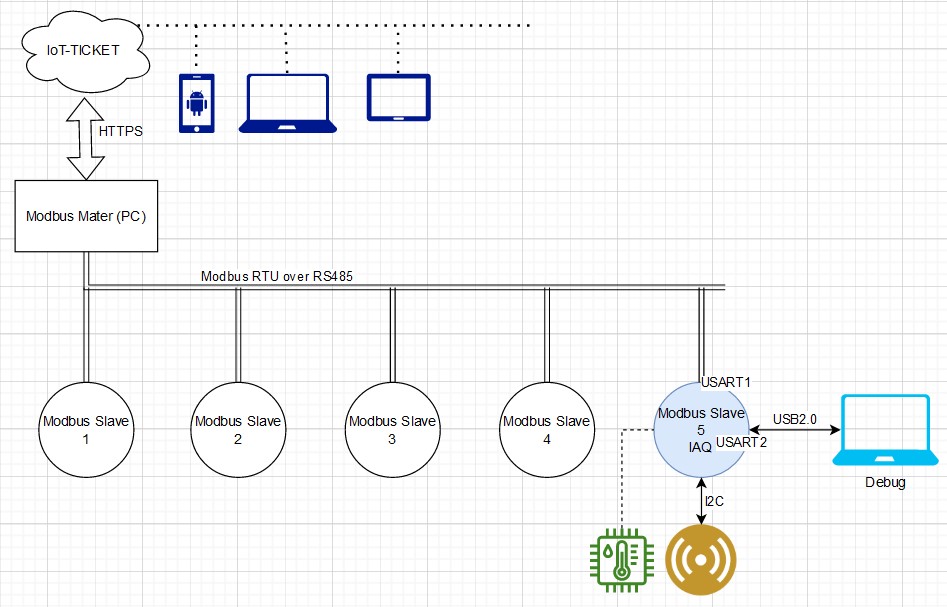 IoT-TICKET
HTTPS
Modbus Mater (PC)
Modbus RTU over RS485
Modbus Slave
1
Modbus Slave
2
Modbus Slave
3
Modbus Slave
4
USART1
Modbus Slave
5
IAQ
USART2
USB2.0
Debug
I2C